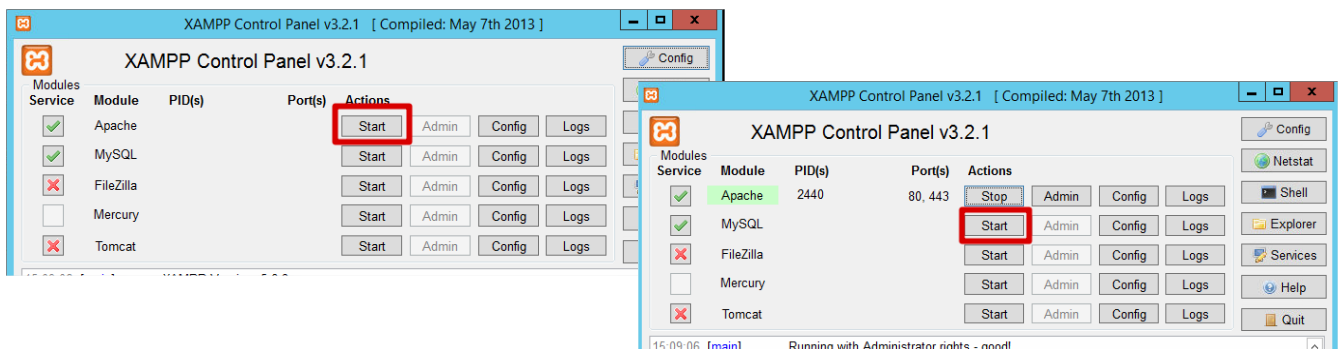 XAMPP Control Panel v3.2.1 [ Compiled: May 7th 2013 ]
XAMPP Control Panel v3.2.1
Config
Modules
Service Module PID(s) Port(s) Actions
Apache Start Admin Config Logs
MySQL Start Admin Config Logs
FileZilla Start Admin Config Logs
Mercury Start Admin Config Logs
Tomcat Start Admin Config Logs
XAMPP Control Panel v3.2.1 [ Compiled: May 7th 2013 ]
XAMPP Control Panel v3.2.1
Config
Modules
Netstat
Service Module PID(s) Port(s) Actions
Apache 2440 80, 443 Stop Admin Config Logs Shell
MySQL Start Admin Config Logs Explorer
FileZilla Start Admin Config Logs Services
Mercury Start Admin Config Logs Help
Tomcat Start Admin Config Logs Quit
15:09:06 [main] Running with Administrator rights - good!